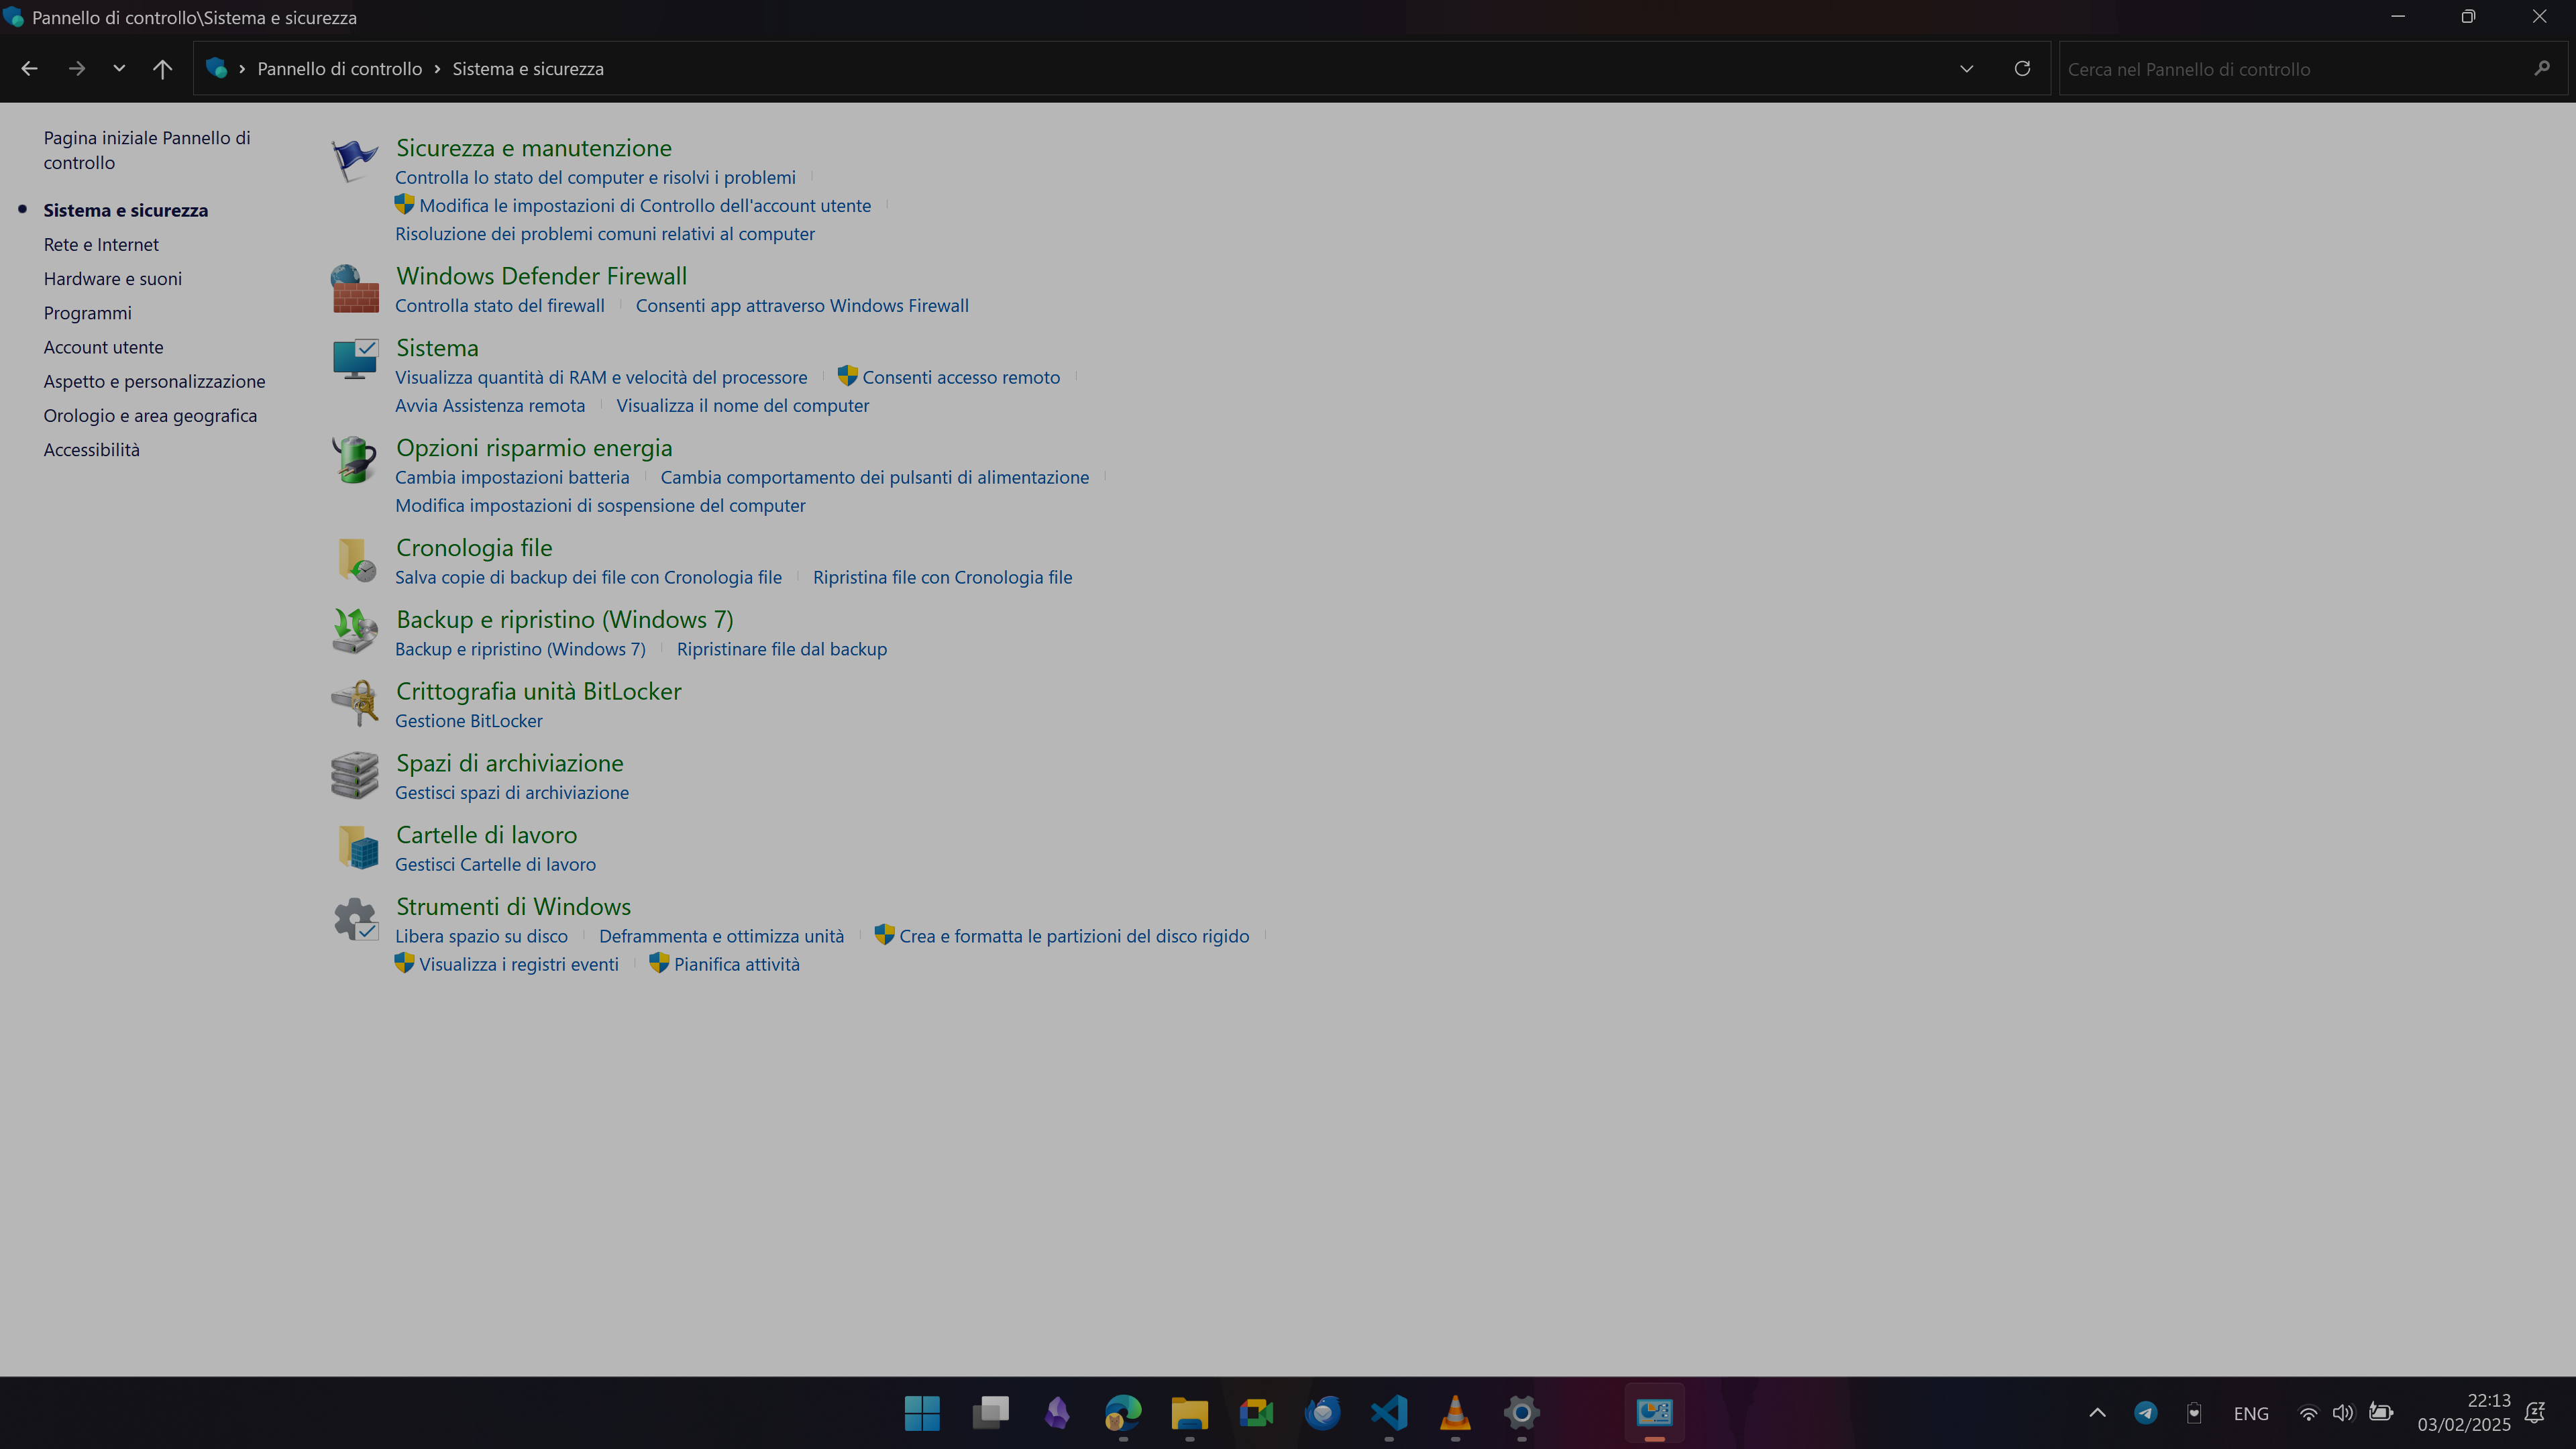 Pannello di controllo\Sistema e sicurezza
Pannello di controllo › Sistema e sicurezza
Cerca nel Pannello di controllo
Pagina iniziale Pannello di
controllo
Sistema e sicurezza
Rete e Internet
Hardware e suoni
Programmi
Account utente
Aspetto e personalizzazione
Orologio e area geografica
Accessibilità
Sicurezza e manutenzione
Controlla lo stato del computer e risolvi i problemi
Modifica le impostazioni di Controllo dell'account utente
Risoluzione dei problemi comuni relativi al computer
Windows Defender Firewall
Controlla stato del firewall Consenti app attraverso Windows Firewall
Sistema
Visualizza quantità di RAM e velocità del processore Consenti accesso remoto
Avvia Assistenza remota Visualizza il nome del computer
Opzioni risparmio energia
Cambia impostazioni batteria Cambia comportamento dei pulsanti di alimentazione
Modifica impostazioni di sospensione del computer
Cronologia file
Salva copie di backup dei file con Cronologia file Ripristina file con Cronologia file
Backup e ripristino (Windows 7)
Backup e ripristino (Windows 7) Ripristinare file dal backup
Crittografia unità BitLocker
Gestione BitLocker
Spazi di archiviazione
Gestisci spazi di archiviazione
Cartelle di lavoro
Gestisci Cartelle di lavoro
Strumenti di Windows
Libera spazio su disco Deframmenta e ottimizza unità Crea e formatta le partizioni del disco rigido
Visualizza i registri eventi Pianifica attività
ENG
22:13
03/02/2025